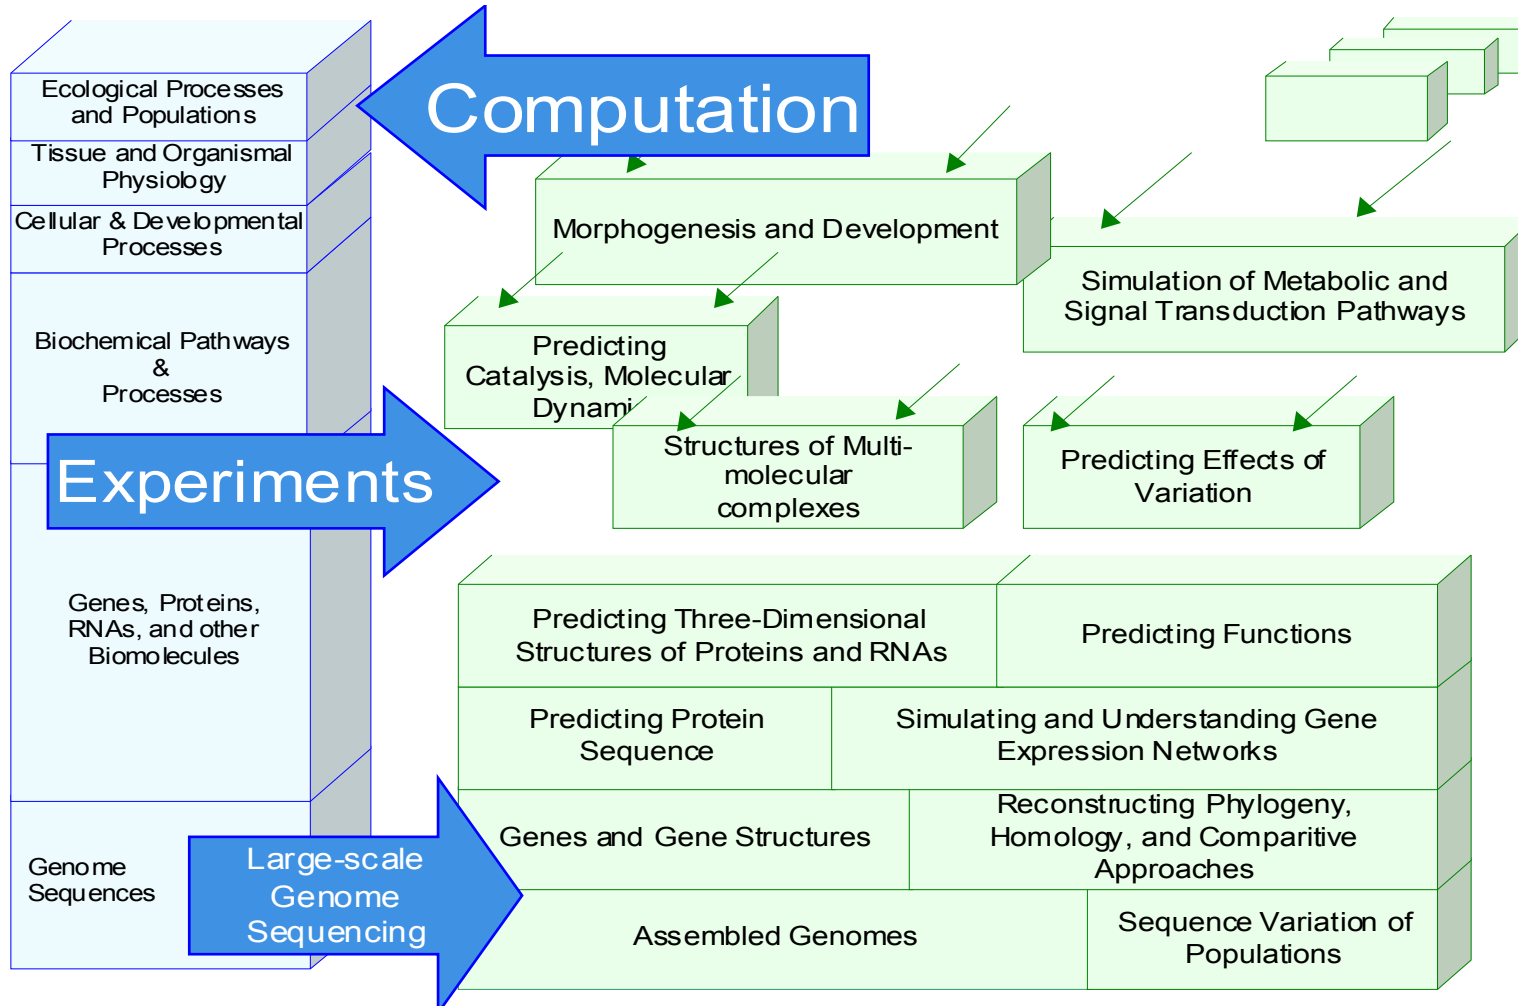 Ecological Processes
and Populations
Tissue and Organismal
Physiology
Cellular & Developmental
Processes
Biochemical Pathways
&
Processes
Genes, Proteins,
RNAs, and other
Biomolecules
Genome
Sequences
Computation
Experiments
Large-scale
Genome
Sequencing
Morphogenesis and Development
Simulation of Metabolic and
Signal Transduction Pathways
Predicting
Catalysis, Molecular
Dynami
Structures of Multi-
molecular
complexes
Predicting Effects of
Variation
Predicting Three-Dimensional
Structures of Proteins and RNAs
Predicting Functions
Predicting Protein
Sequence
Simulating and Understanding Gene
Expression Networks
Genes and Gene Structures
Reconstructing Phylogeny,
Homology, and Comparitive
Approaches
Assembled Genomes
Sequence Variation of
Populations